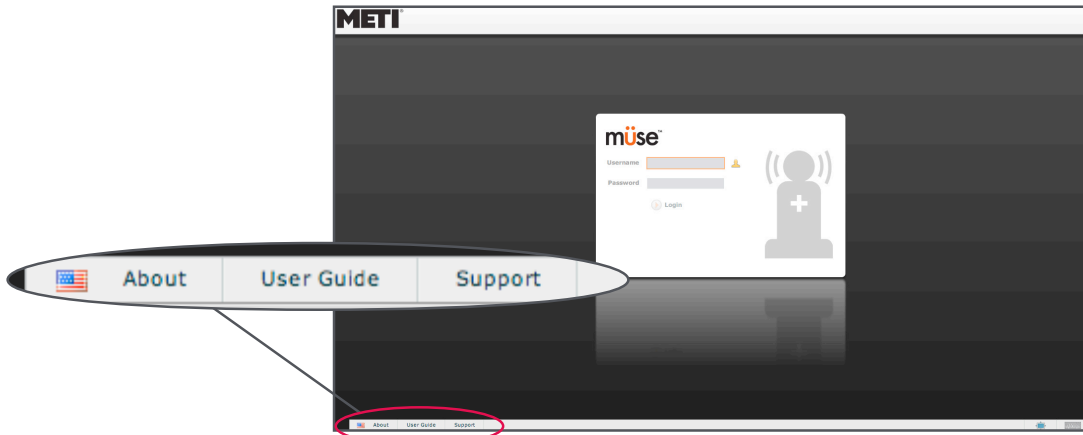 METI®
müse™
Username
Password
Login
About User Guide Support
About User Guide Support